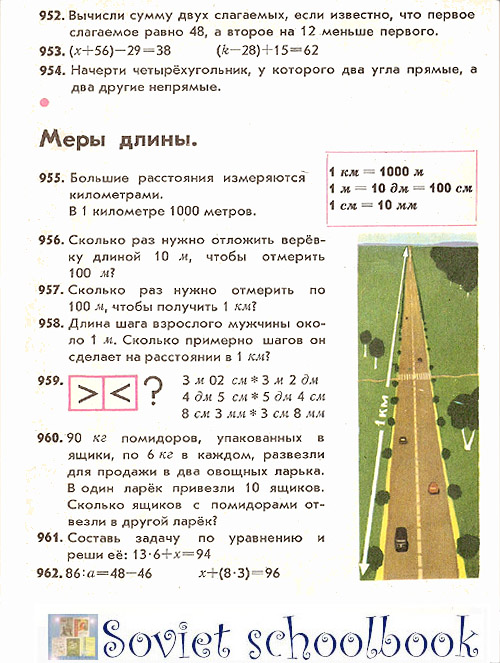 952. Вычисли сумму двух слагаемых, если известно, что первое
слагаемое равно 48, а второе на 12 меньше первого.
953. (x+56)−29=38 (k−28)+15=62
954. Начерти четырёхугольник, у которого два угла прямые, а
два другие непрямые.
Меры длины.
955. Большие расстояния измеряются
километрами.
В 1 километре 1000 метров.
1 км = 1000 м
1 м = 10 дм = 100 см
1 см = 10 мм
956. Сколько раз нужно отложить верёв-
ку длиной 10 м, чтобы отмерить
100 м?
957. Сколько раз нужно отмерить по
100 м, чтобы получить 1 км?
958. Длина шага взрослого мужчины око-
ло 1 м. Сколько примерно шагов он
сделает на расстоянии в 1 км?
959. > < ? 3 м 02 см * 3 м 2 дм
4 дм 5 см * 5 дм 4 см
8 см 3 мм * 3 см 8 мм
960. 90 кг помидоров, упакованных в
ящики, по 6 кг в каждом, развезли
для продажи в два овощных ларька.
В один ларёк привезли 10 ящиков.
Сколько ящиков с помидорами от-
везли в другой ларёк?
961. Составь задачу по уравнению и
реши её: 13·6+x=94
962. 86:a=48−46 x+(8·3)=96
1 км
Soviet schoolbook